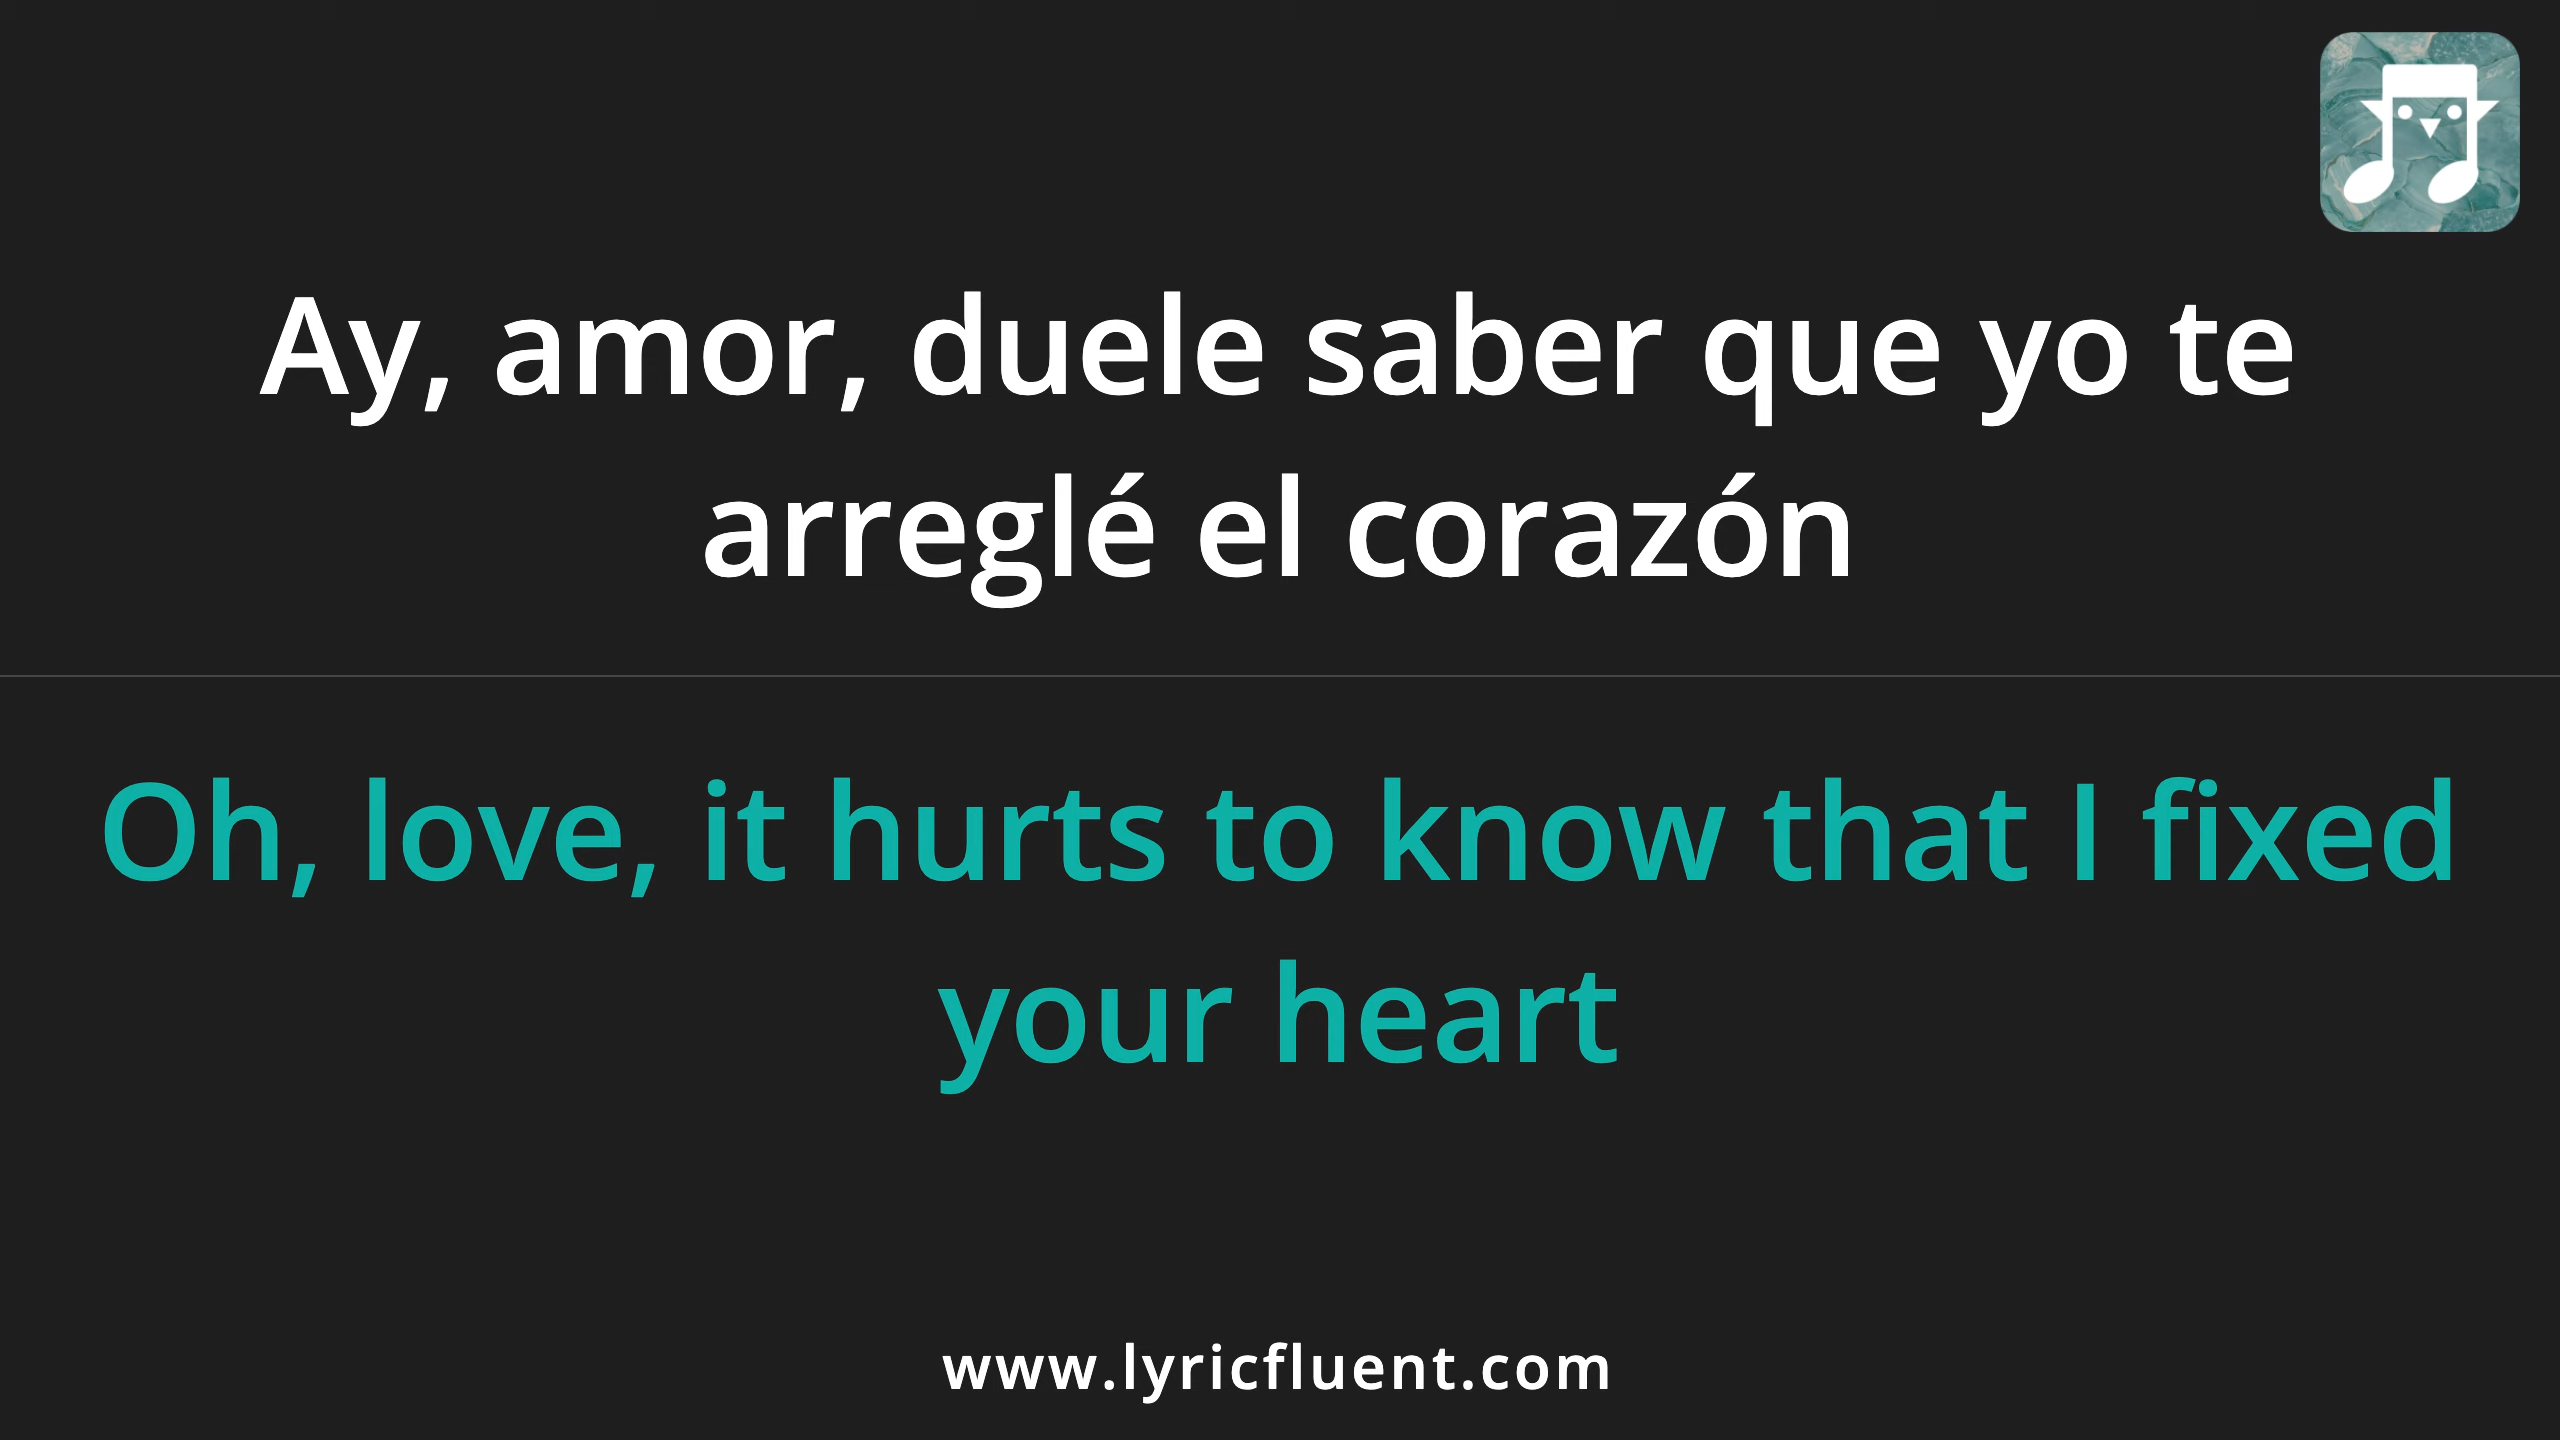 Ay, amor, duele saber que yo te
arreglé el corazón
Oh, love, it hurts to know that I fixed
your heart
www.lyricfluent.com